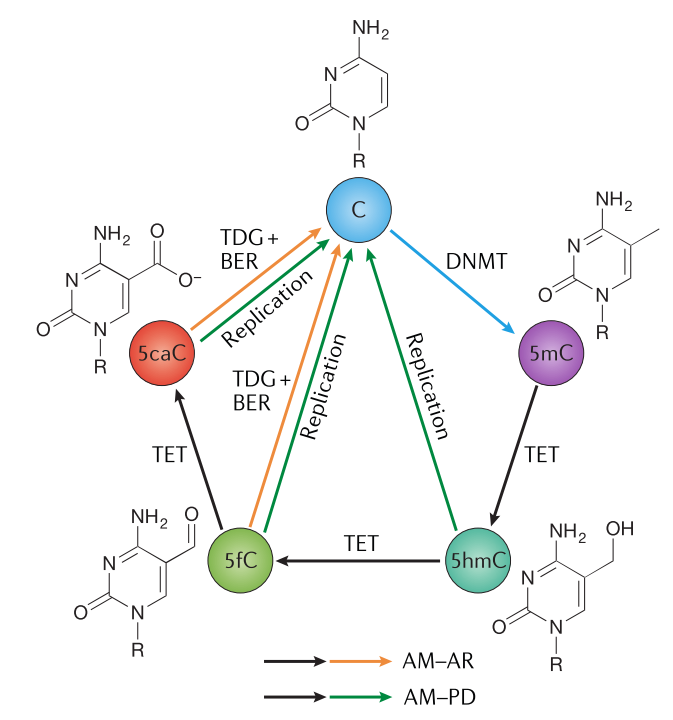 NH₂
N
O
N
R
C
TDG+
BER
Replication
DNMT
NH₂
N
O
N
R
NH₂
O
N
O⁻
O
N
R
5caC
5mC
TDG+
BER
Replication
Replication
TET
TET
NH₂
O
N
O
N
R
5fC
TET
5hmC
NH₂
OH
N
O
N
R
AM–AR
AM–PD